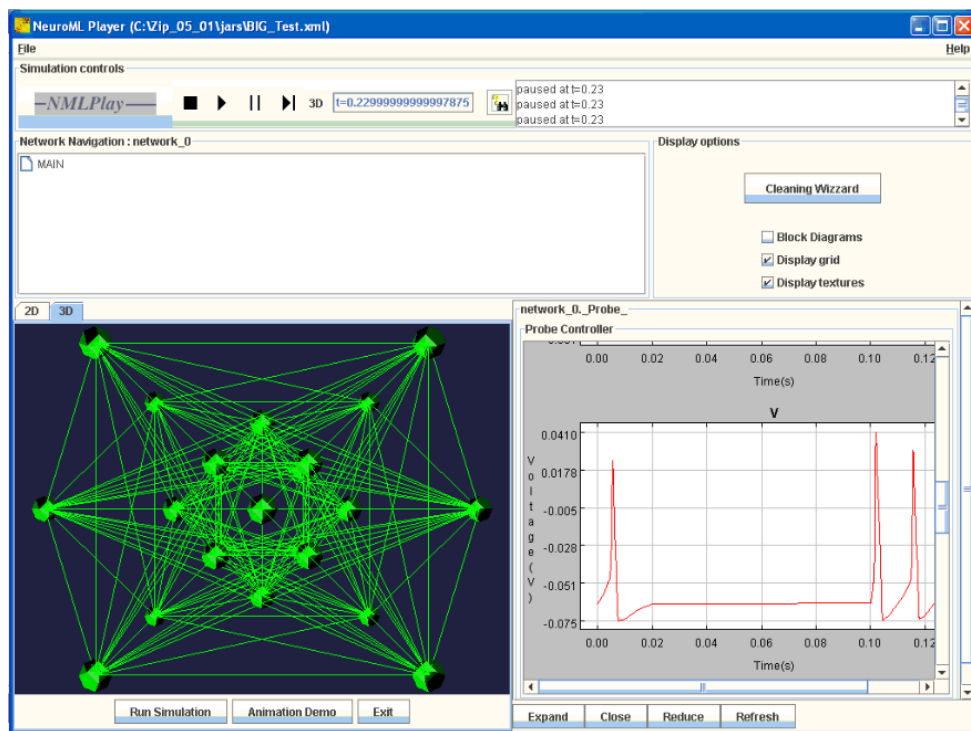 NeuroML Player (C:\Zip_05_01\jars\BIG_Test.xml)
File Help
Simulation controls
NMLPlay
3D t=0.22999999999997875
paused at t=0.23
paused at t=0.23
paused at t=0.23
Network Navigation : network_0
MAIN
Display options
Cleaning Wizzard
Block Diagrams
Display grid
Display textures
2D 3D
Run Simulation Animation Demo Exit
network_0._Probe_
Probe Controller
0.00 0.02 0.04 0.06 0.08 0.10 0.12
Time(s)
V
Voltage(V)
0.0410
0.0178
-0.005
-0.028
-0.051
-0.075
0.00 0.02 0.04 0.06 0.08 0.10 0.12
Time(s)
Expand Close Reduce Refresh